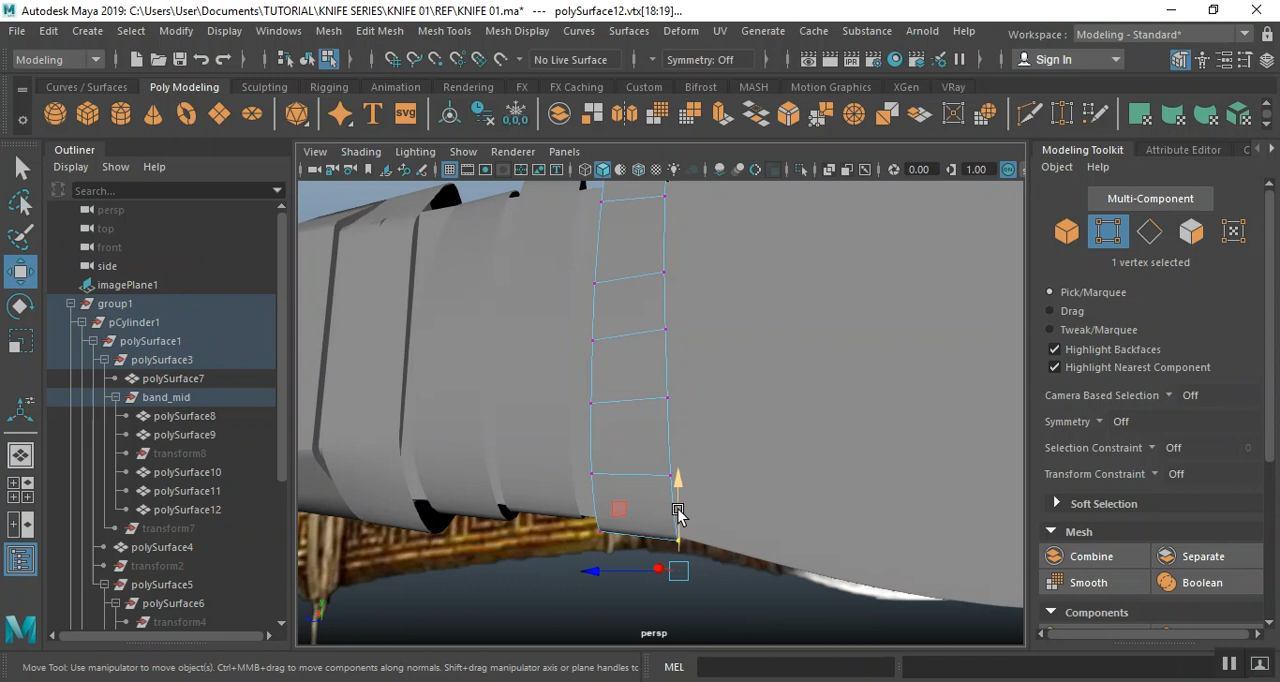 Autodesk Maya 2019: C:\Users\User\Documents\TUTORIAL\KNIFE SERIES\KNIFE 01\REF\KNIFE 01.ma* --- polySurface12.vtx[18:19]...
File Edit Create Select Modify Display Windows Mesh Edit Mesh Mesh Tools Mesh Display Curves Surfaces Deform UV Generate Cache Substance Arnold Help Workspace : Modeling - Standard*
Modeling No Live Surface Symmetry: Off Sign In
Curves / Surfaces Poly Modeling Sculpting Rigging Animation Rendering FX FX Caching Custom Bifrost MASH Motion Graphics XGen VRay
SVG 0,0,0
Outliner
Display Show Help
Search...
persp
top
front
side
imagePlane1
group1
pCylinder1
polySurface1
polySurface3
polySurface7
band_mid
polySurface8
polySurface9
transform8
polySurface10
polySurface11
polySurface12
transform7
polySurface4
transform2
polySurface5
polySurface6
transform4
View Shading Lighting Show Renderer Panels
0.00 1.00
persp
Modeling Toolkit Attribute Editor C
Object Help
Multi-Component
1 vertex selected
Pick/Marquee
Drag
Tweak/Marquee
Highlight Backfaces
Highlight Nearest Component
Camera Based Selection Off
Symmetry Off
Selection Constraint Off 0
Transform Constraint Off
Soft Selection
Mesh
Combine Separate
Smooth Boolean
Components
Move Tool: Use manipulator to move object(s). Ctrl+MMB+drag to move components along normals. Shift+drag manipulator axis or plane handles to
MEL